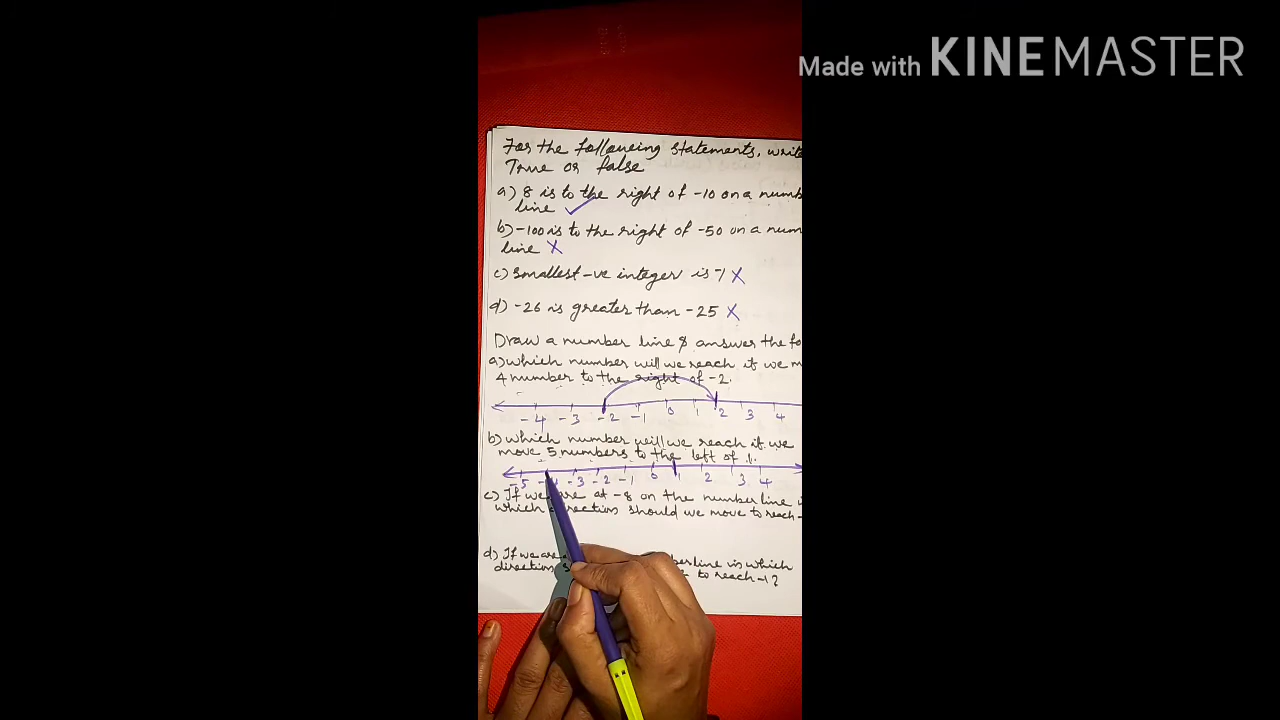 Made with KINEMASTER
For the following statements, write
True or false
a) 8 is to the right of -10 on a numb
line ✓
b) -100 is to the right of -50 on a num
line X
c) Smallest -ve integer is -1 X
d) -26 is greater than -25 X
Draw a number line & answer the fo
a) which number will we reach if we m
4 number to the right of -2.
-4 -3 -2 -1 0 1 2 3 4
b) which number will we reach if we
move 5 numbers to the left of 1.
-5 -3 -2 -1 0 1 2 3 4
c) If we are at -8 on the number line i
which direction should we move to reach -
d) If we are line in which
direction to reach -1?